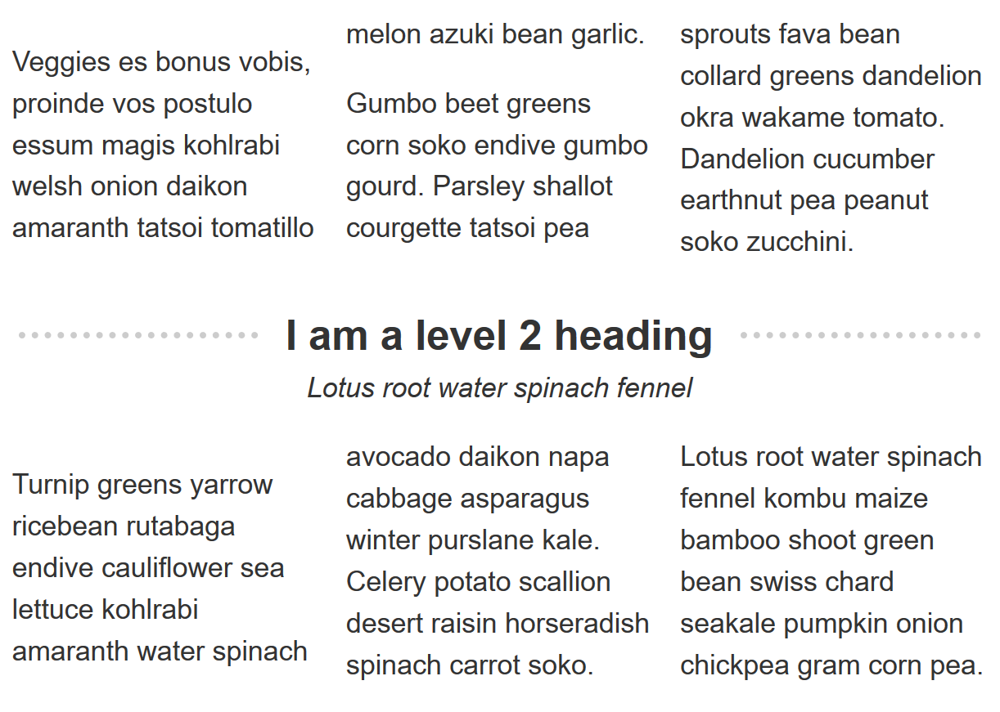 Veggies es bonus vobis,
proinde vos postulo
essum magis kohlrabi
welsh onion daikon
amaranth tatsoi tomatillo
melon azuki bean garlic.
Gumbo beet greens
corn soko endive gumbo
gourd. Parsley shallot
courgette tatsoi pea
sprouts fava bean
collard greens dandelion
okra wakame tomato.
Dandelion cucumber
earthnut pea peanut
soko zucchini.
I am a level 2 heading
Lotus root water spinach fennel
Turnip greens yarrow
ricebean rutabaga
endive cauliflower sea
lettuce kohlrabi
amaranth water spinach
avocado daikon napa
cabbage asparagus
winter purslane kale.
Celery potato scallion
desert raisin horseradish
spinach carrot soko.
Lotus root water spinach
fennel kombu maize
bamboo shoot green
bean swiss chard
seakale pumpkin onion
chickpea gram corn pea.